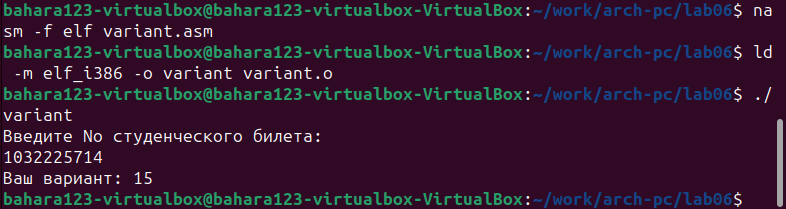 bahara123-virtualbox@bahara123-virtualbox-VirtualBox:~/work/arch-pc/lab06$ na
sm -f elf variant.asm
bahara123-virtualbox@bahara123-virtualbox-VirtualBox:~/work/arch-pc/lab06$ ld
 -m elf_i386 -o variant variant.o
bahara123-virtualbox@bahara123-virtualbox-VirtualBox:~/work/arch-pc/lab06$ ./
variant
Введите No студенческого билета:
1032225714
Ваш вариант: 15
bahara123-virtualbox@bahara123-virtualbox-VirtualBox:~/work/arch-pc/lab06$